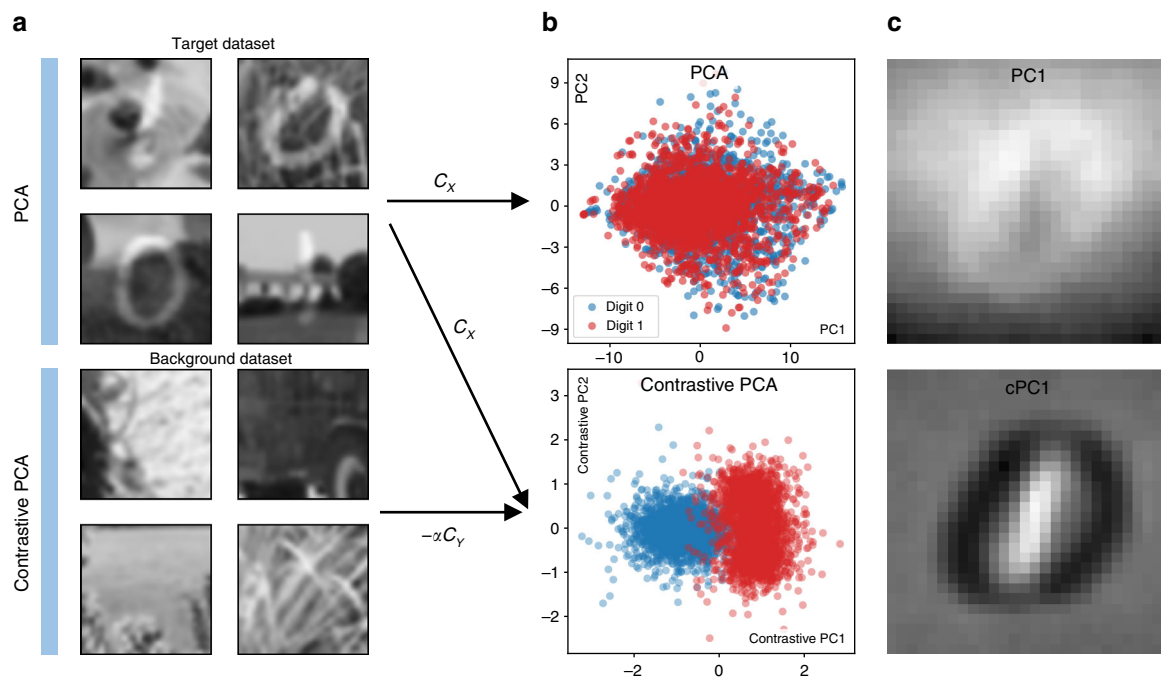 a
b
c
Target dataset
PCA
C_X
C_X
Background dataset
Contrastive PCA
−αC_Y
PCA
PC2
9
6
3
0
−3
−6
−9
Digit 0
Digit 1
PC1
−10
0
10
Contrastive PCA
Contrastive PC2
3
2
1
0
−1
−2
Contrastive PC1
−2
0
2
PC1
cPC1